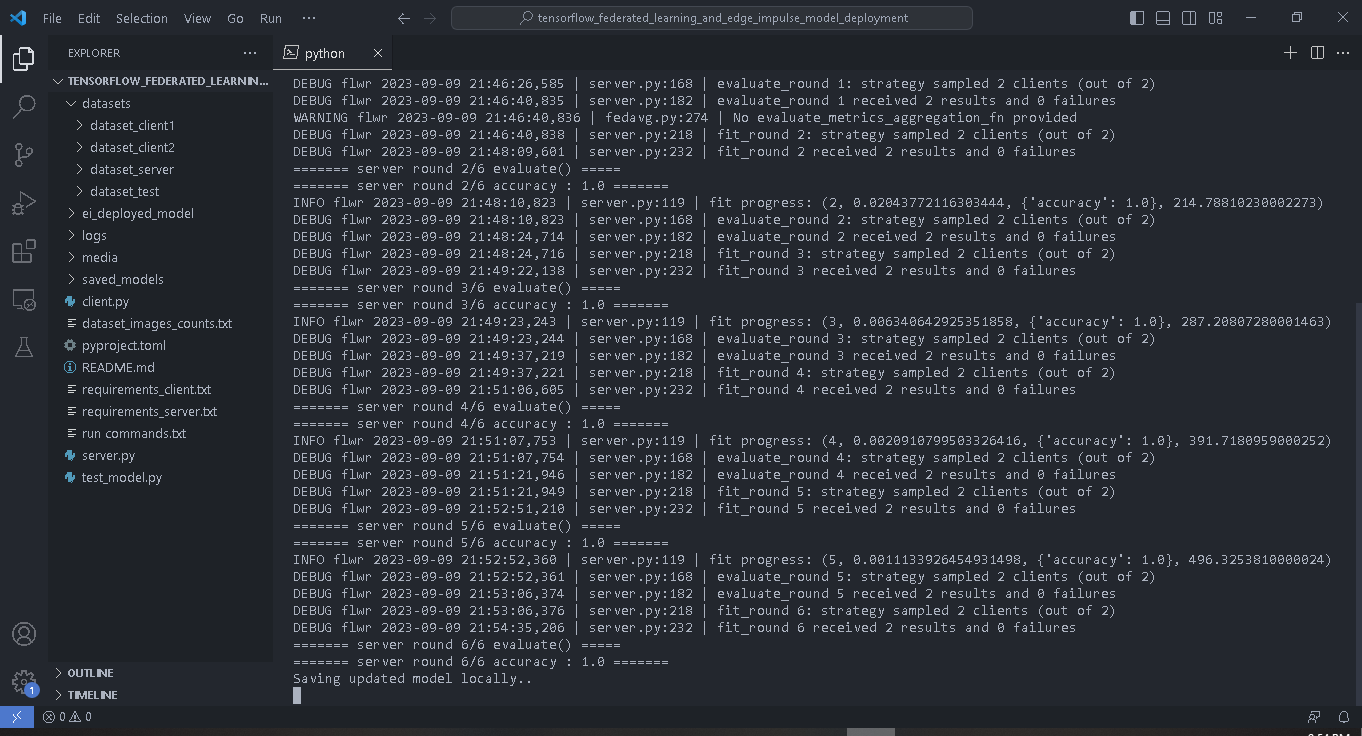 File Edit Selection View Go Run ··· tensorflow_federated_learning_and_edge_impulse_model_deployment
EXPLORER ···
python
TENSORFLOW_FEDERATED_LEARNIN...
datasets
dataset_client1
dataset_client2
dataset_server
dataset_test
ei_deployed_model
logs
media
saved_models
client.py
dataset_images_counts.txt
pyproject.toml
README.md
requirements_client.txt
requirements_server.txt
run commands.txt
server.py
test_model.py
OUTLINE
TIMELINE
DEBUG flwr 2023-09-09 21:46:26,585 | server.py:168 | evaluate_round 1: strategy sampled 2 clients (out of 2)
DEBUG flwr 2023-09-09 21:46:40,835 | server.py:182 | evaluate_round 1 received 2 results and 0 failures
WARNING flwr 2023-09-09 21:46:40,836 | fedavg.py:274 | No evaluate_metrics_aggregation_fn provided
DEBUG flwr 2023-09-09 21:46:40,838 | server.py:218 | fit_round 2: strategy sampled 2 clients (out of 2)
DEBUG flwr 2023-09-09 21:48:09,601 | server.py:232 | fit_round 2 received 2 results and 0 failures
======= server round 2/6 evaluate() =====
======= server round 2/6 accuracy : 1.0 =======
INFO flwr 2023-09-09 21:48:10,823 | server.py:119 | fit progress: (2, 0.02043772116303444, {'accuracy': 1.0}, 214.78810230002273)
DEBUG flwr 2023-09-09 21:48:10,823 | server.py:168 | evaluate_round 2: strategy sampled 2 clients (out of 2)
DEBUG flwr 2023-09-09 21:48:24,714 | server.py:182 | evaluate_round 2 received 2 results and 0 failures
DEBUG flwr 2023-09-09 21:48:24,716 | server.py:218 | fit_round 3: strategy sampled 2 clients (out of 2)
DEBUG flwr 2023-09-09 21:49:22,138 | server.py:232 | fit_round 3 received 2 results and 0 failures
======= server round 3/6 evaluate() =====
======= server round 3/6 accuracy : 1.0 =======
INFO flwr 2023-09-09 21:49:23,243 | server.py:119 | fit progress: (3, 0.006340642925351858, {'accuracy': 1.0}, 287.20807280001463)
DEBUG flwr 2023-09-09 21:49:23,244 | server.py:168 | evaluate_round 3: strategy sampled 2 clients (out of 2)
DEBUG flwr 2023-09-09 21:49:37,219 | server.py:182 | evaluate_round 3 received 2 results and 0 failures
DEBUG flwr 2023-09-09 21:49:37,221 | server.py:218 | fit_round 4: strategy sampled 2 clients (out of 2)
DEBUG flwr 2023-09-09 21:51:06,605 | server.py:232 | fit_round 4 received 2 results and 0 failures
======= server round 4/6 evaluate() =====
======= server round 4/6 accuracy : 1.0 =======
INFO flwr 2023-09-09 21:51:07,753 | server.py:119 | fit progress: (4, 0.0020910799503326416, {'accuracy': 1.0}, 391.7180959000252)
DEBUG flwr 2023-09-09 21:51:07,754 | server.py:168 | evaluate_round 4: strategy sampled 2 clients (out of 2)
DEBUG flwr 2023-09-09 21:51:21,946 | server.py:182 | evaluate_round 4 received 2 results and 0 failures
DEBUG flwr 2023-09-09 21:51:21,949 | server.py:218 | fit_round 5: strategy sampled 2 clients (out of 2)
DEBUG flwr 2023-09-09 21:52:51,210 | server.py:232 | fit_round 5 received 2 results and 0 failures
======= server round 5/6 evaluate() =====
======= server round 5/6 accuracy : 1.0 =======
INFO flwr 2023-09-09 21:52:52,360 | server.py:119 | fit progress: (5, 0.0011133926454931498, {'accuracy': 1.0}, 496.3253810000024)
DEBUG flwr 2023-09-09 21:52:52,361 | server.py:168 | evaluate_round 5: strategy sampled 2 clients (out of 2)
DEBUG flwr 2023-09-09 21:53:06,374 | server.py:182 | evaluate_round 5 received 2 results and 0 failures
DEBUG flwr 2023-09-09 21:53:06,376 | server.py:218 | fit_round 6: strategy sampled 2 clients (out of 2)
DEBUG flwr 2023-09-09 21:54:35,206 | server.py:232 | fit_round 6 received 2 results and 0 failures
======= server round 6/6 evaluate() =====
======= server round 6/6 accuracy : 1.0 =======
Saving updated model locally..
1
0 0